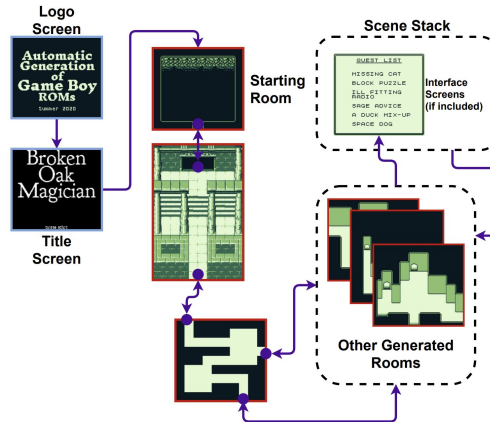 Logo
Screen
Automatic
Generation
of
Game Boy
ROMs
Summer 2020
Broken
Oak
Magician
Title
Screen
Starting
Room
Scene Stack
QUEST LIST
MISSING CAT
BLOCK PUZZLE
ILL FITTING
RADIO
SAGE ADVICE
A DUCK MIX-UP
SPACE DOG
Interface
Screens
(if included)
Other Generated
Rooms